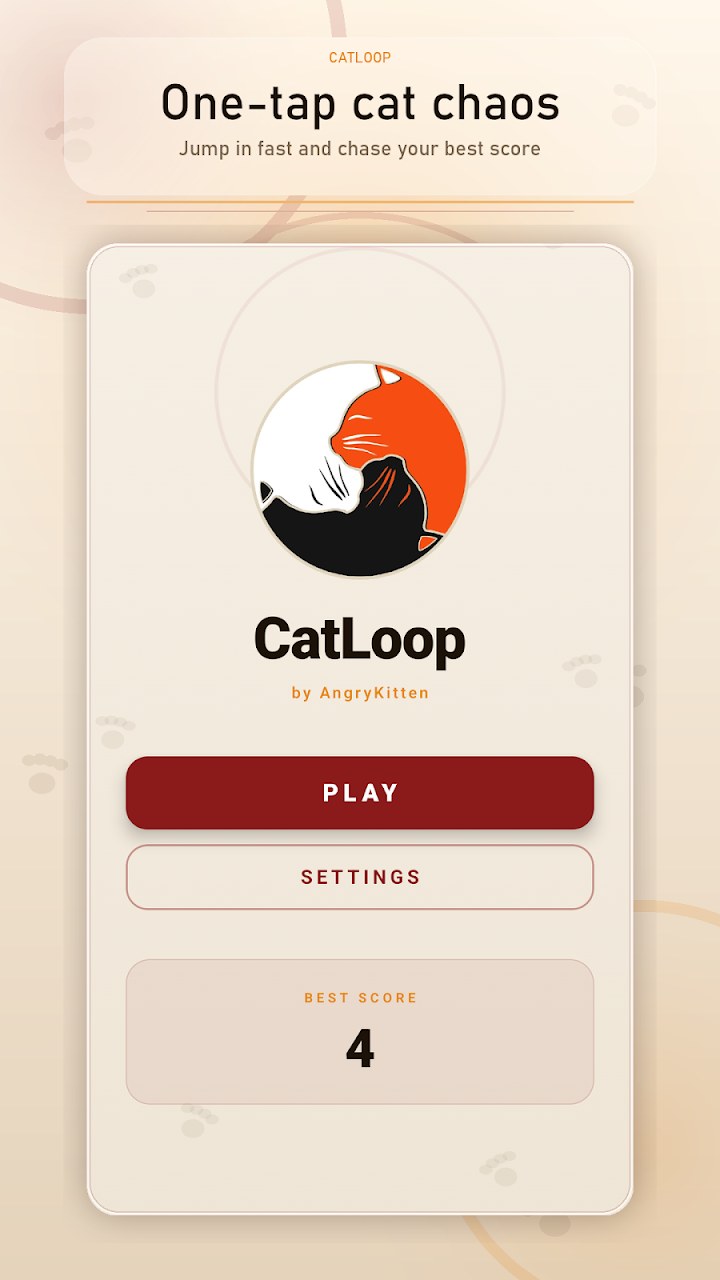 CATLOOP
One-tap cat chaos
Jump in fast and chase your best score
CatLoop
by AngryKitten
PLAY
SETTINGS
BEST SCORE
4